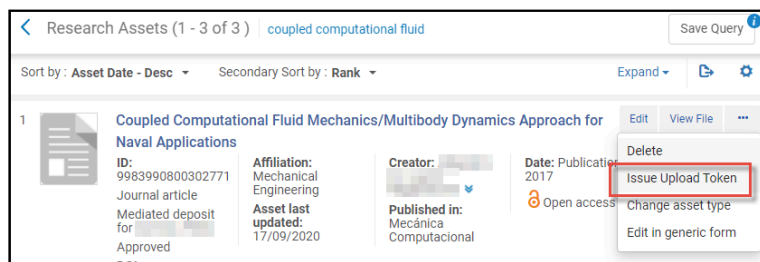 Research Assets (1 - 3 of 3 ) coupled computational fluid Save Query
Sort by : Asset Date - Desc Secondary Sort by : Rank Expand
1 Coupled Computational Fluid Mechanics/Multibody Dynamics Approach for Naval Applications
Edit View File ...
ID:
9983990800302771
Journal article
Mediated deposit
for
Approved
Affiliation:
Mechanical
Engineering
Asset last
updated:
17/09/2020
Creator:
Published in:
Mecánica
Computacional
Date: Publication
2017
Open access
Delete
Issue Upload Token
Change asset type
Edit in generic form